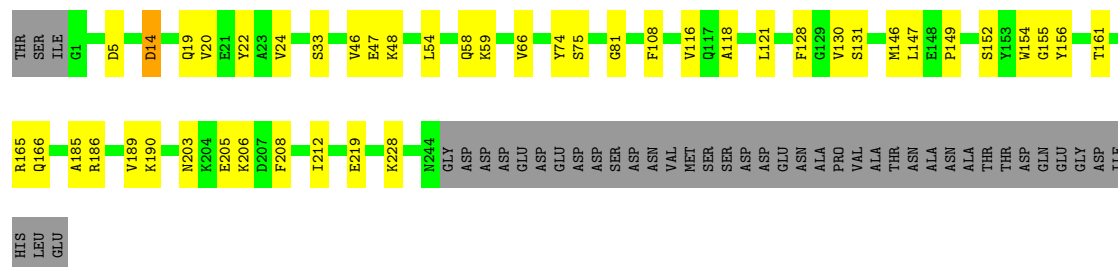 THR SER ILE G1 D5 D14 Q19 V20 E21 Y22 A23 V24 S33 V46 E47 K48 L54 Q58 K59 V66 Y74 S75 G81 F108 V116 Q117 A118 L121 F128 G129 V130 S131 M146 L147 E148 P149 S152 Y153 W154 G155 Y156 T161
R165 Q166 A185 R186 V189 K190 N203 K204 E205 K206 D207 F208 I212 E219 K228 N244 GLY ASP ASP ASP GLU ASP GLU ASP ASP SER ASP ASN VAL MET SER SER ASP ASP GLU ASN ALA PRO VAL ALA THR ASN ALA ASN ALA THR THR ASP GLN GLU GLY ASP ILE
HIS LEU GLU